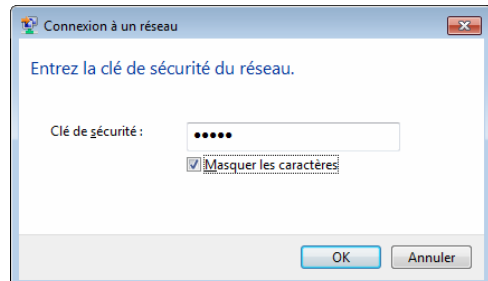 Connexion à un réseau
Entrez la clé de sécurité du réseau.
Clé de sécurité : •••••
Masquer les caractères
OK Annuler